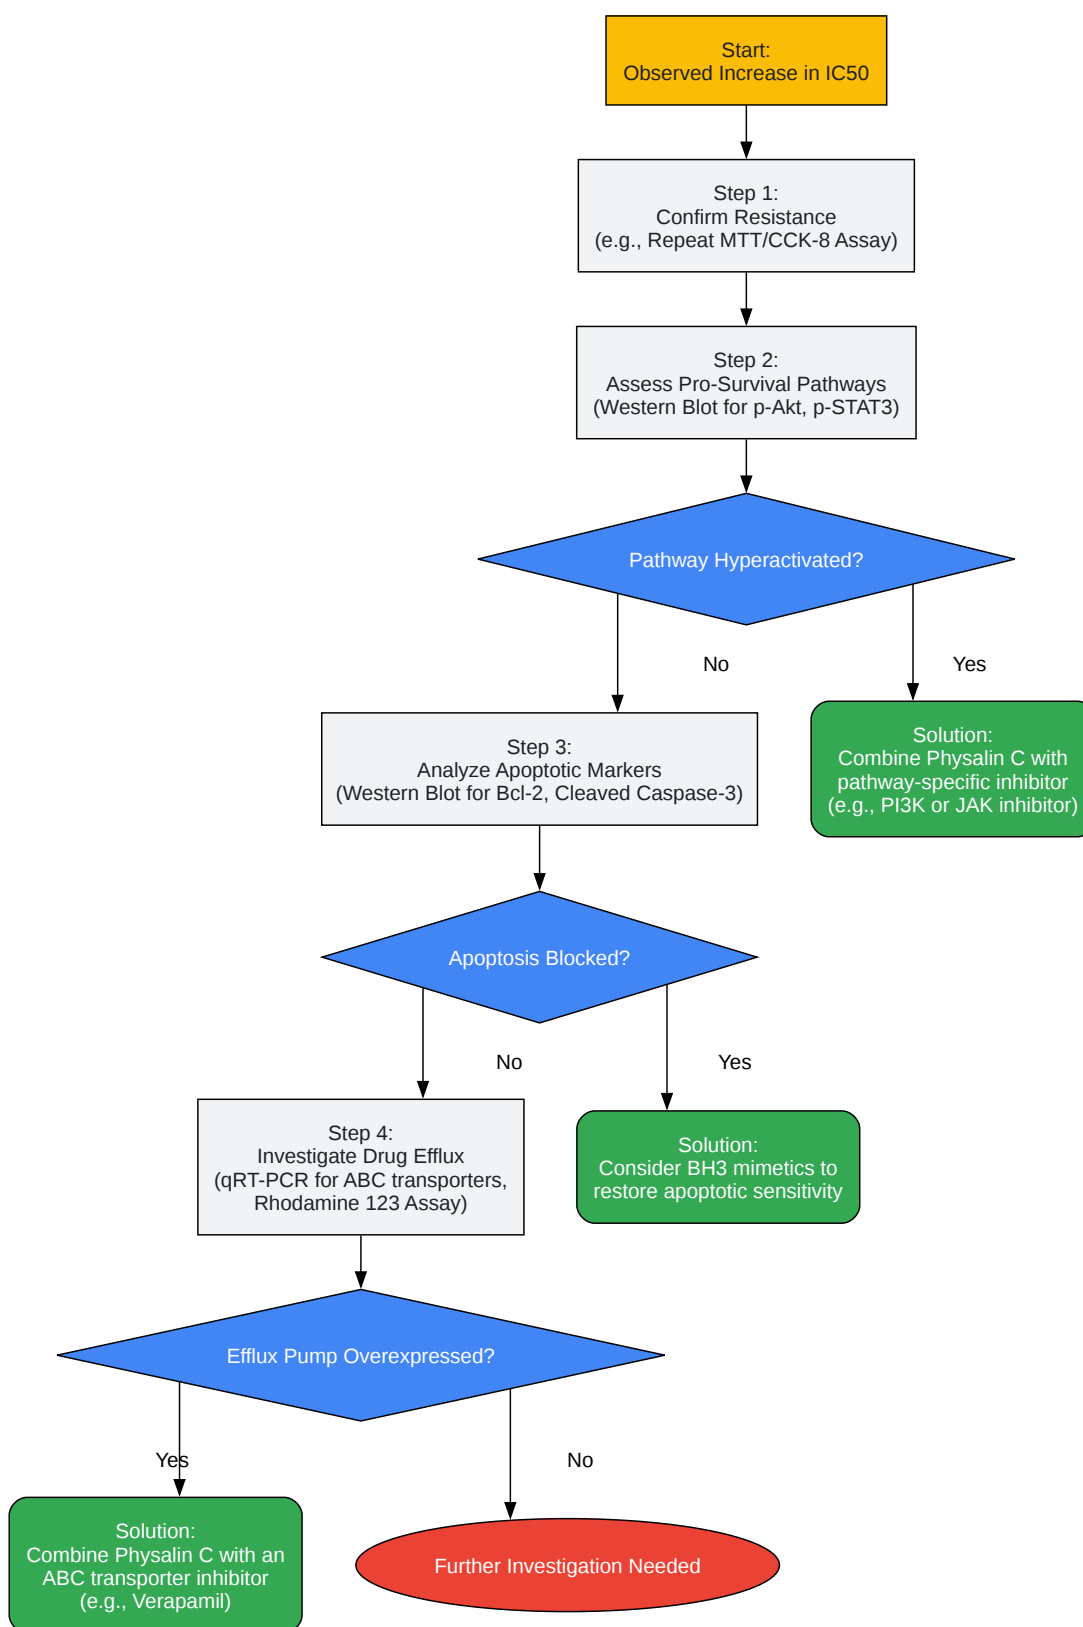 Start:
Observed Increase in IC50
Step 1:
Confirm Resistance
(e.g., Repeat MTT/CCK-8 Assay)
Step 2:
Assess Pro-Survival Pathways
(Western Blot for p-Akt, p-STAT3)
Pathway Hyperactivated?
No
Yes
Step 3:
Analyze Apoptotic Markers
(Western Blot for Bcl-2, Cleaved Caspase-3)
Solution:
Combine Physalin C with
pathway-specific inhibitor
(e.g., PI3K or JAK inhibitor)
Apoptosis Blocked?
No
Yes
Step 4:
Investigate Drug Efflux
(qRT-PCR for ABC transporters,
Rhodamine 123 Assay)
Solution:
Consider BH3 mimetics to
restore apoptotic sensitivity
Efflux Pump Overexpressed?
Yes
No
Solution:
Combine Physalin C with an
ABC transporter inhibitor
(e.g., Verapamil)
Further Investigation Needed